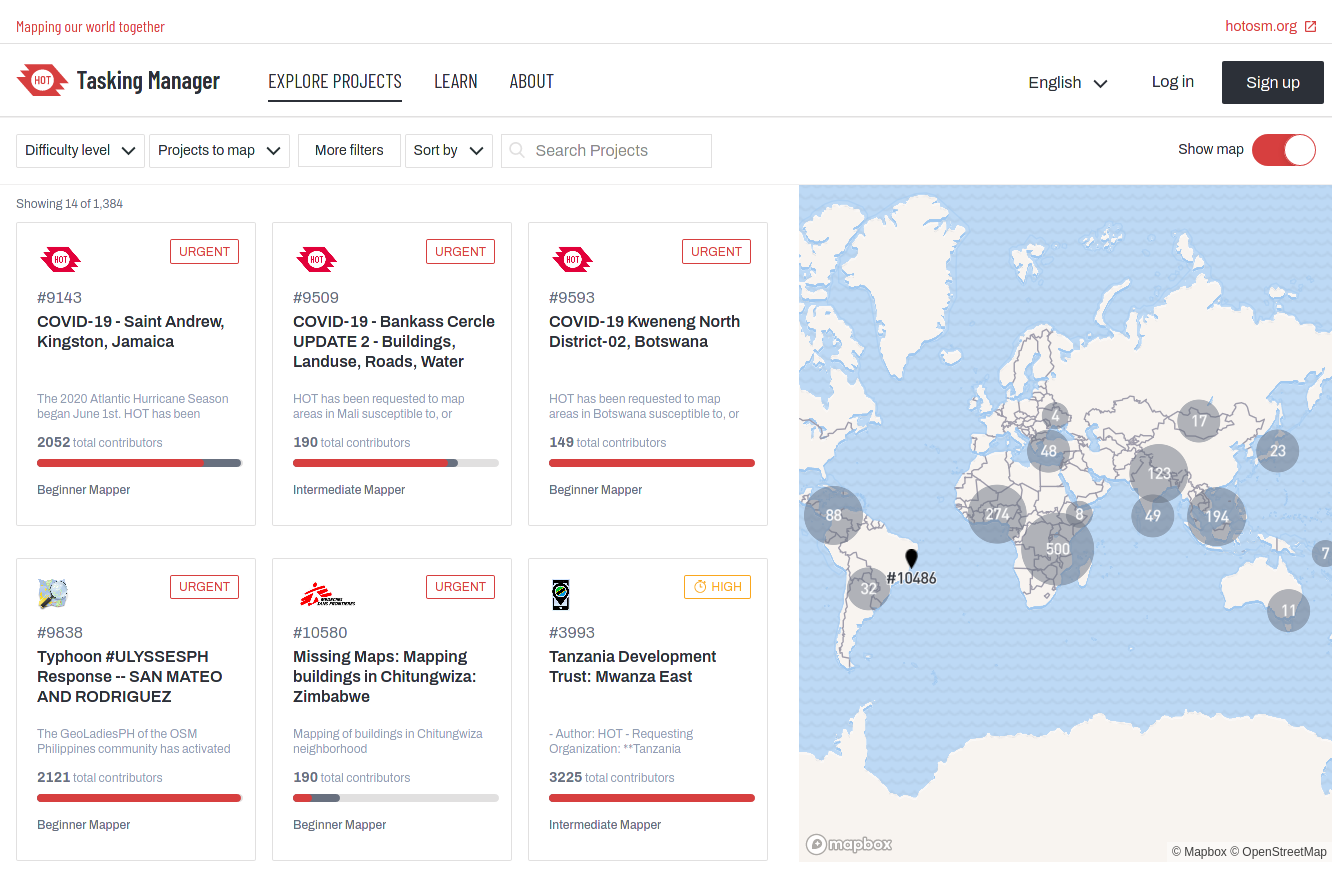 Mapping our world together
hotosm.org
HOT Tasking Manager
EXPLORE PROJECTS
LEARN
ABOUT
English
Log in
Sign up
Difficulty level
Projects to map
More filters
Sort by
Search Projects
Show map
Showing 14 of 1,384
HOT
URGENT
#9143
COVID-19 - Saint Andrew,
Kingston, Jamaica
The 2020 Atlantic Hurricane Season
began June 1st. HOT has been
2052 total contributors
Beginner Mapper
HOT
URGENT
#9509
COVID-19 - Bankass Cercle
UPDATE 2 - Buildings,
Landuse, Roads, Water
HOT has been requested to map
areas in Mali susceptible to, or
190 total contributors
Intermediate Mapper
HOT
URGENT
#9593
COVID-19 Kweneng North
District-02, Botswana
HOT has been requested to map
areas in Botswana susceptible to, or
149 total contributors
Beginner Mapper
URGENT
#9838
Typhoon #ULYSSESPH
Response -- SAN MATEO
AND RODRIGUEZ
The GeoLadiesPH of the OSM
Philippines community has activated
2121 total contributors
Beginner Mapper
MEDECINS
SANS FRONTIERES
URGENT
#10580
Missing Maps: Mapping
buildings in Chitungwiza:
Zimbabwe
Mapping of buildings in Chitungwiza
neighborhood
190 total contributors
Beginner Mapper
HIGH
#3993
Tanzania Development
Trust: Mwanza East
- Author: HOT - Requesting
Organization: **Tanzania
3225 total contributors
Intermediate Mapper
4
17
48
23
123
88
274
8
49
194
500
7
#10486
32
11
mapbox
© Mapbox © OpenStreetMap